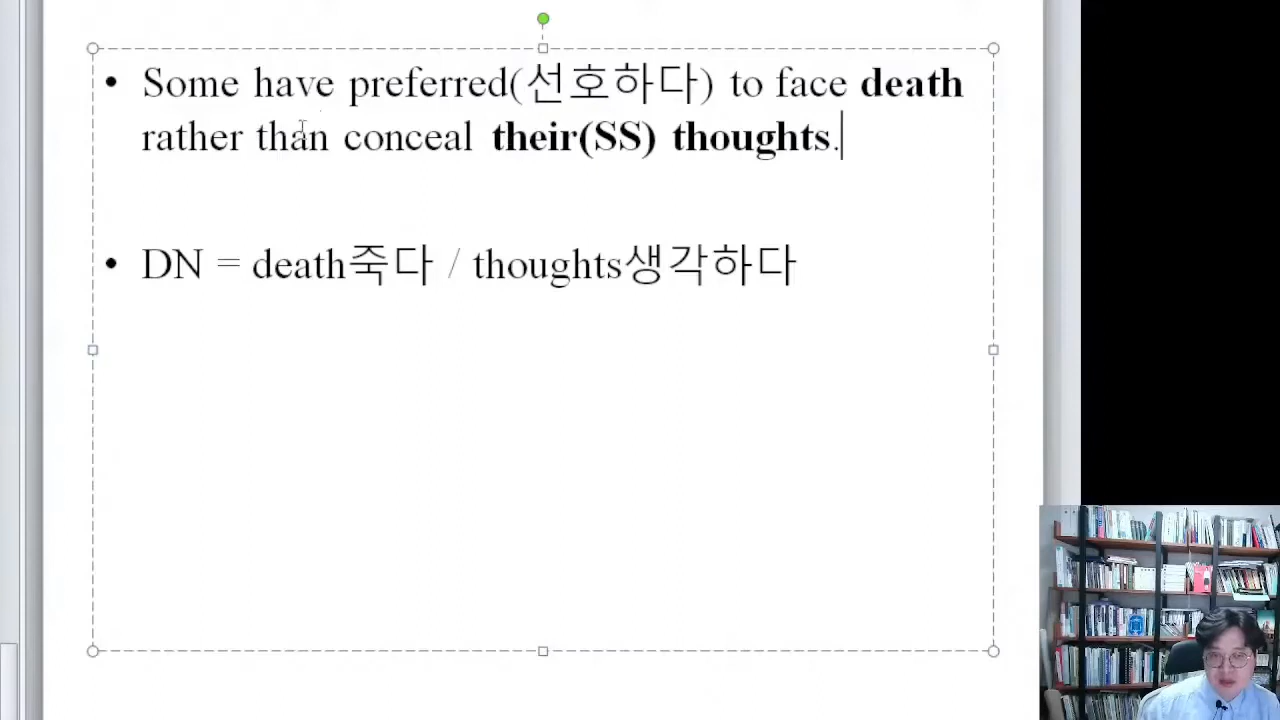 • Some have preferred(선호하다) to face death
rather than conceal their(SS) thoughts.
• DN = death죽다 / thoughts생각하다